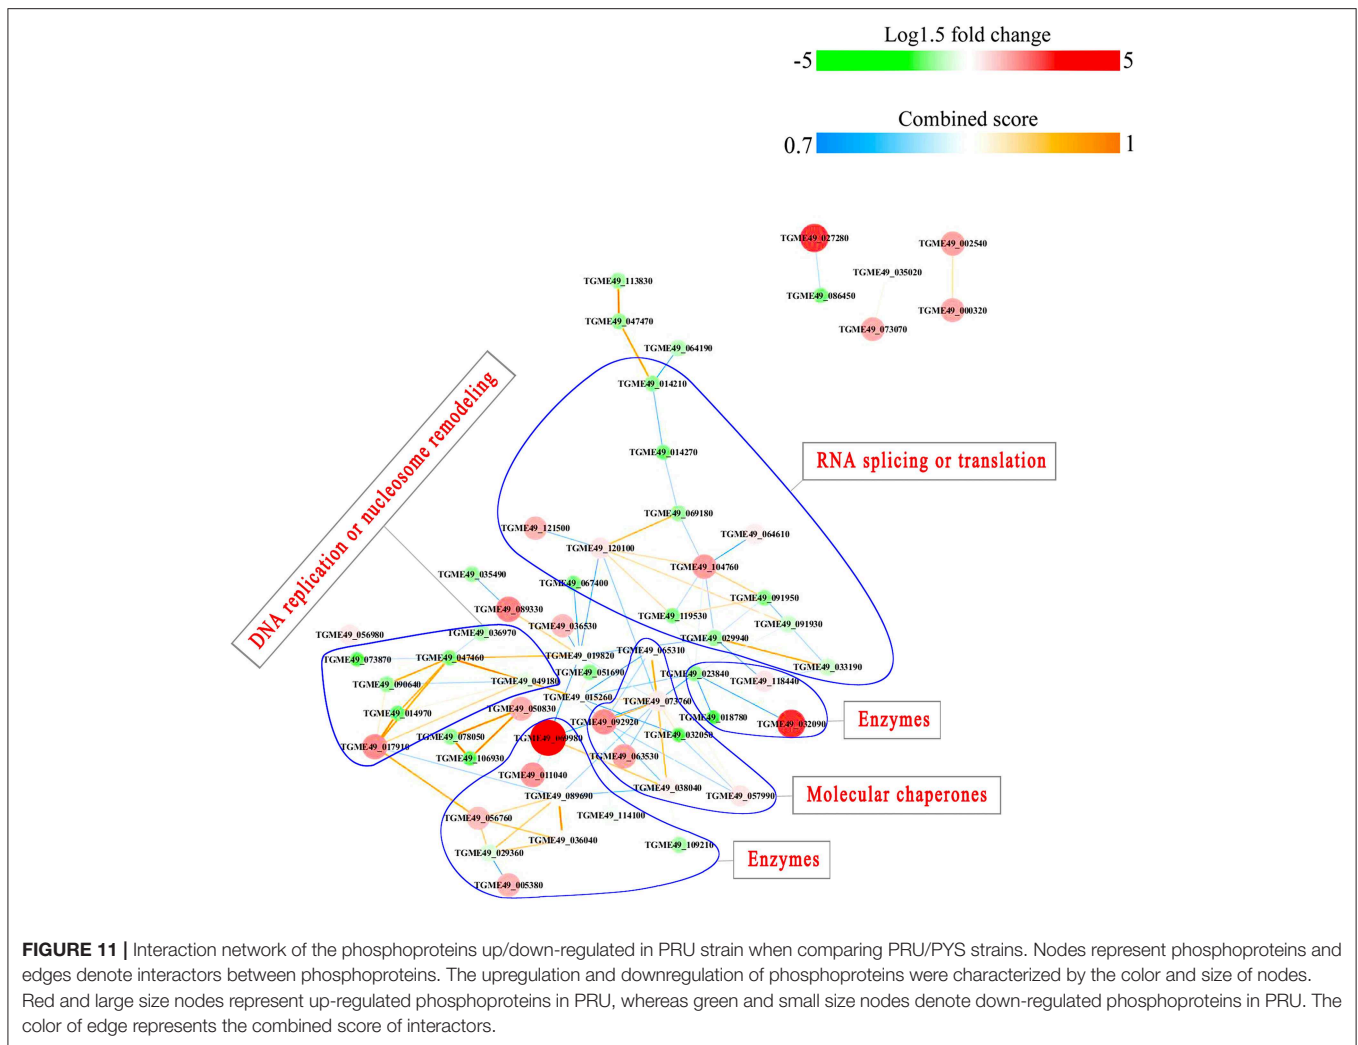 Log1.5 fold change
-5 5
Combined score
0.7 1
TGME49_027280
TGME49_002540
TGME49_035020
TGME49_086450
TGME49_000320
TGME49_073070
TGME49_113830
TGME49_047470
TGME49_064190
TGME49_014210
DNA replication or nucleosome remodeling
TGME49_014270
RNA splicing or translation
TGME49_069180
TGME49_121500
TGME49_064610
TGME49_120100
TGME49_104760
TGME49_035490
TGME49_067400
TGME49_091950
TGME49_089330
TGME49_119530
TGME49_036530
TGME49_091930
TGME49_056980
TGME49_036970
TGME49_029940
TGME49_065310
TGME49_073870
TGME49_047460
TGME49_019820
TGME49_033190
TGME49_051690
TGME49_023840
TGME49_090640
TGME49_049180
TGME49_118440
TGME49_015260
TGME49_073760
TGME49_014970
TGME49_050830
TGME49_018780
TGME49_032090
Enzymes
TGME49_092920
TGME49_078050
TGME49_069980
TGME49_032050
TGME49_017910
TGME49_106930
TGME49_063530
TGME49_011040
TGME49_038040
TGME49_089690
TGME49_057990
Molecular chaperones
TGME49_114100
TGME49_056760
TGME49_036040
TGME49_109210
TGME49_029360
Enzymes
TGME49_005380
FIGURE 11 | Interaction network of the phosphoproteins up/down-regulated in PRU strain when comparing PRU/PYS strains. Nodes represent phosphoproteins and
edges denote interactors between phosphoproteins. The upregulation and downregulation of phosphoproteins were characterized by the color and size of nodes.
Red and large size nodes represent up-regulated phosphoproteins in PRU, whereas green and small size nodes denote down-regulated phosphoproteins in PRU. The
color of edge represents the combined score of interactors.